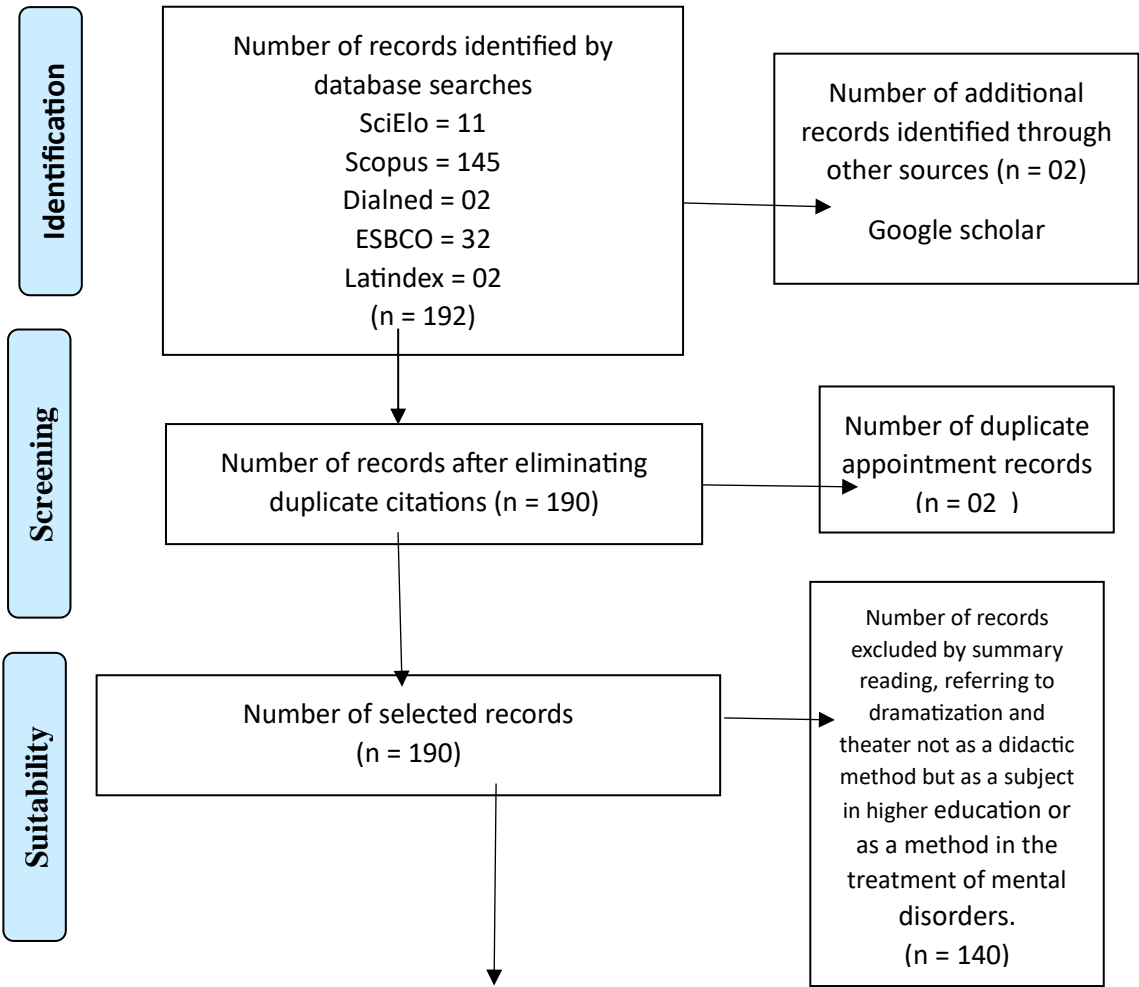 Identification
Number of records identified by
database searches
SciElo = 11
Scopus = 145
Dialned = 02
ESBCO = 32
Latindex = 02
(n = 192)
Number of additional
records identified through
other sources (n = 02)
Google scholar
Screening
Number of records after eliminating
duplicate citations (n = 190)
Number of duplicate
appointment records
(n = 02  )
Suitability
Number of selected records
(n = 190)
Number of records
excluded by summary
reading, referring to
dramatization and
theater not as a didactic
method but as a subject
in higher education or
as a method in the
treatment of mental
disorders.
(n = 140)